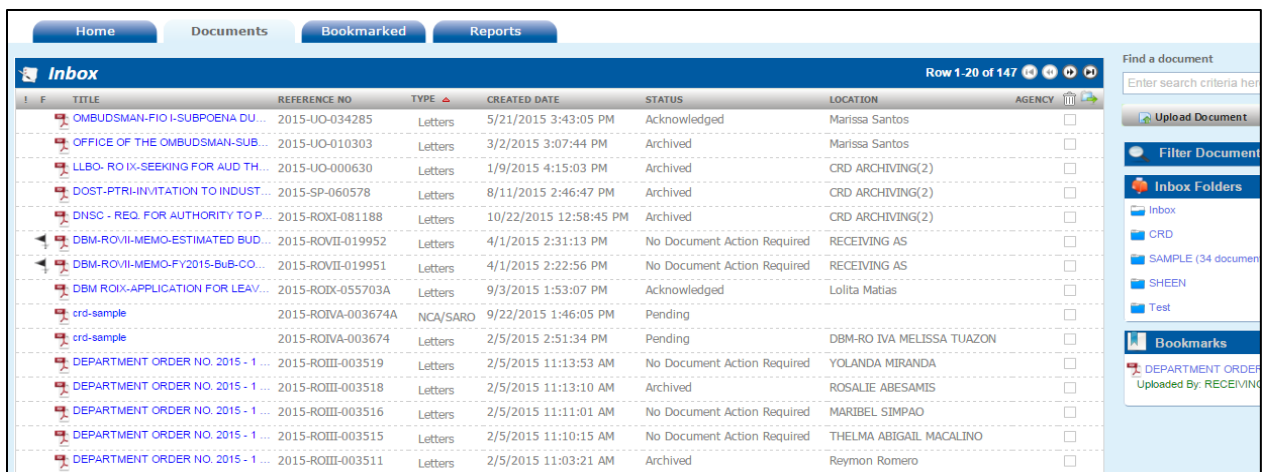 Home Documents Bookmarked Reports
Find a document
Inbox Row 1-20 of 147
Enter search criteria her
! F TITLE REFERENCE NO TYPE CREATED DATE STATUS LOCATION AGENCY
OMBUDSMAN-FIO I-SUBPOENA DU... 2015-UO-034285 Letters 5/21/2015 3:43:05 PM Acknowledged Marissa Santos
Upload Document
OFFICE OF THE OMBUDSMAN-SUB... 2015-UO-010303 Letters 3/2/2015 3:07:44 PM Archived Marissa Santos
Filter Document
LLBO- RO IX-SEEKING FOR AUD TH... 2015-UO-000630 Letters 1/9/2015 4:15:03 PM Archived CRD ARCHIVING(2)
DOST-PTRI-INVITATION TO INDUST... 2015-SP-060578 Letters 8/11/2015 2:46:47 PM Archived CRD ARCHIVING(2)
Inbox Folders
DNSC - REQ. FOR AUTHORITY TO P... 2015-ROXI-081188 Letters 10/22/2015 12:58:45 PM Archived CRD ARCHIVING(2)
Inbox
DBM-ROVII-MEMO-ESTIMATED BUD... 2015-ROVII-019952 Letters 4/1/2015 2:31:13 PM No Document Action Required RECEIVING AS
CRD
DBM-ROVII-MEMO-FY2015-BuB-CO... 2015-ROVII-019951 Letters 4/1/2015 2:22:56 PM No Document Action Required RECEIVING AS
SAMPLE (34 documen
DBM ROIX-APPLICATION FOR LEAV... 2015-ROIX-055703A Letters 9/3/2015 1:53:07 PM Acknowledged Lolita Matias
SHEEN
crd-sample 2015-ROIVA-003674A NCA/SARO 9/22/2015 1:46:05 PM Pending
Test
crd-sample 2015-ROIVA-003674 Letters 2/5/2015 2:51:34 PM Pending DBM-RO IVA MELISSA TUAZON
Bookmarks
DEPARTMENT ORDER NO. 2015 - 1 ... 2015-ROIII-003519 Letters 2/5/2015 11:13:53 AM No Document Action Required YOLANDA MIRANDA
DEPARTMENT ORDER
DEPARTMENT ORDER NO. 2015 - 1 ... 2015-ROIII-003518 Letters 2/5/2015 11:13:10 AM Archived ROSALIE ABESAMIS
Uploaded By: RECEIVING
DEPARTMENT ORDER NO. 2015 - 1 ... 2015-ROIII-003516 Letters 2/5/2015 11:11:01 AM No Document Action Required MARIBEL SIMPAO
DEPARTMENT ORDER NO. 2015 - 1 ... 2015-ROIII-003515 Letters 2/5/2015 11:10:15 AM No Document Action Required THELMA ABIGAIL MACALINO
DEPARTMENT ORDER NO. 2015 - 1 ... 2015-ROIII-003511 Letters 2/5/2015 11:03:21 AM Archived Reymon Romero